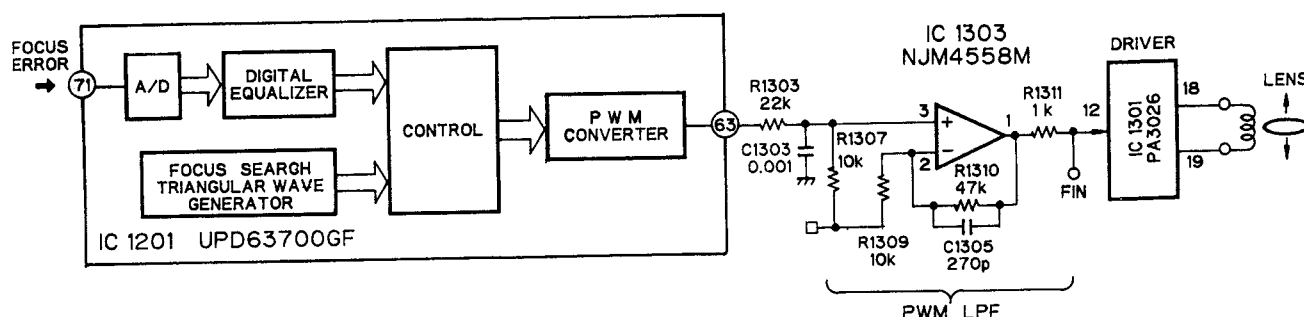 FOCUS
ERROR
71
A/D
DIGITAL
EQUALIZER
FOCUS SEARCH
TRIANGULAR WAVE
GENERATOR
CONTROL
PWM
CONVERTER
63
IC 1201 UPD63700GF
R1303
22k
C1303
0.001
R1307
10k
R1309
10k
IC 1303
NJM4558M
3
+
2
−
1
R1310
47k
C1305
270p
R1311
1k
FIN
PWM LPF
12
DRIVER
IC 1301
PA3026
18
19
LENS